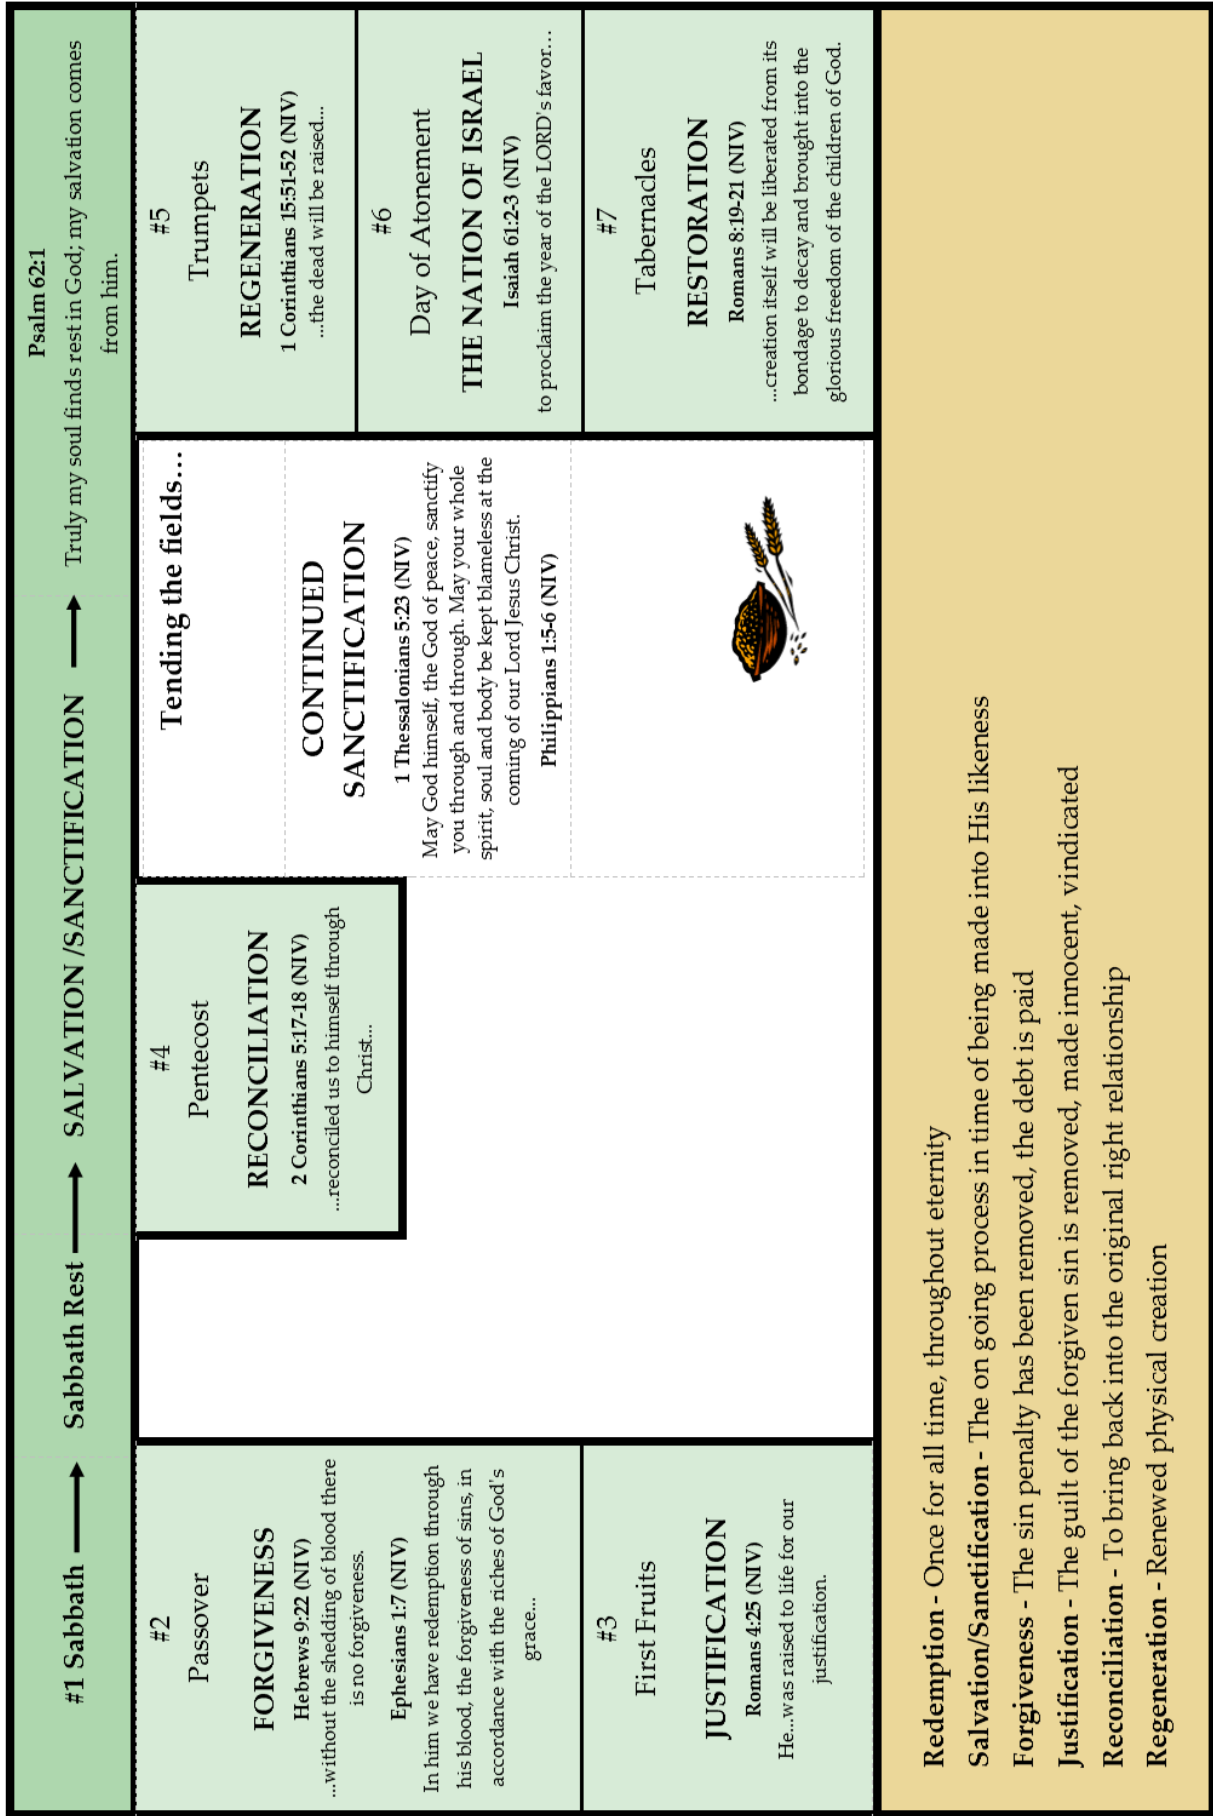 #1 Sabbath → Sabbath Rest → SALVATION /SANCTIFICATION →
Psalm 62:1
Truly my soul finds rest in God; my salvation comes
from him.
#2
Passover
FORGIVENESS
Hebrews 9:22 (NIV)
...without the shedding of blood there
is no forgiveness.
Ephesians 1:7 (NIV)
In him we have redemption through
his blood, the forgiveness of sins, in
accordance with the riches of God's
grace...
#3
First Fruits
JUSTIFICATION
Romans 4:25 (NIV)
He...was raised to life for our
justification.
#4
Pentecost
RECONCILIATION
2 Corinthians 5:17-18 (NIV)
...reconciled us to himself through
Christ...
Tending the fields...
CONTINUED
SANCTIFICATION
1 Thessalonians 5:23 (NIV)
May God himself, the God of peace, sanctify
you through and through. May your whole
spirit, soul and body be kept blameless at the
coming of our Lord Jesus Christ.
Philippians 1:5-6 (NIV)
#5
Trumpets
REGENERATION
1 Corinthians 15:51-52 (NIV)
...the dead will be raised...
#6
Day of Atonement
THE NATION OF ISRAEL
Isaiah 61:2-3 (NIV)
to proclaim the year of the LORD's favor...
#7
Tabernacles
RESTORATION
Romans 8:19-21 (NIV)
...creation itself will be liberated from its
bondage to decay and brought into the
glorious freedom of the children of God.
Redemption - Once for all time, throughout eternity
Salvation/Sanctification - The on going process in time of being made into His likeness
Forgiveness - The sin penalty has been removed, the debt is paid
Justification - The guilt of the forgiven sin is removed, made innocent, vindicated
Reconciliation - To bring back into the original right relationship
Regeneration - Renewed physical creation